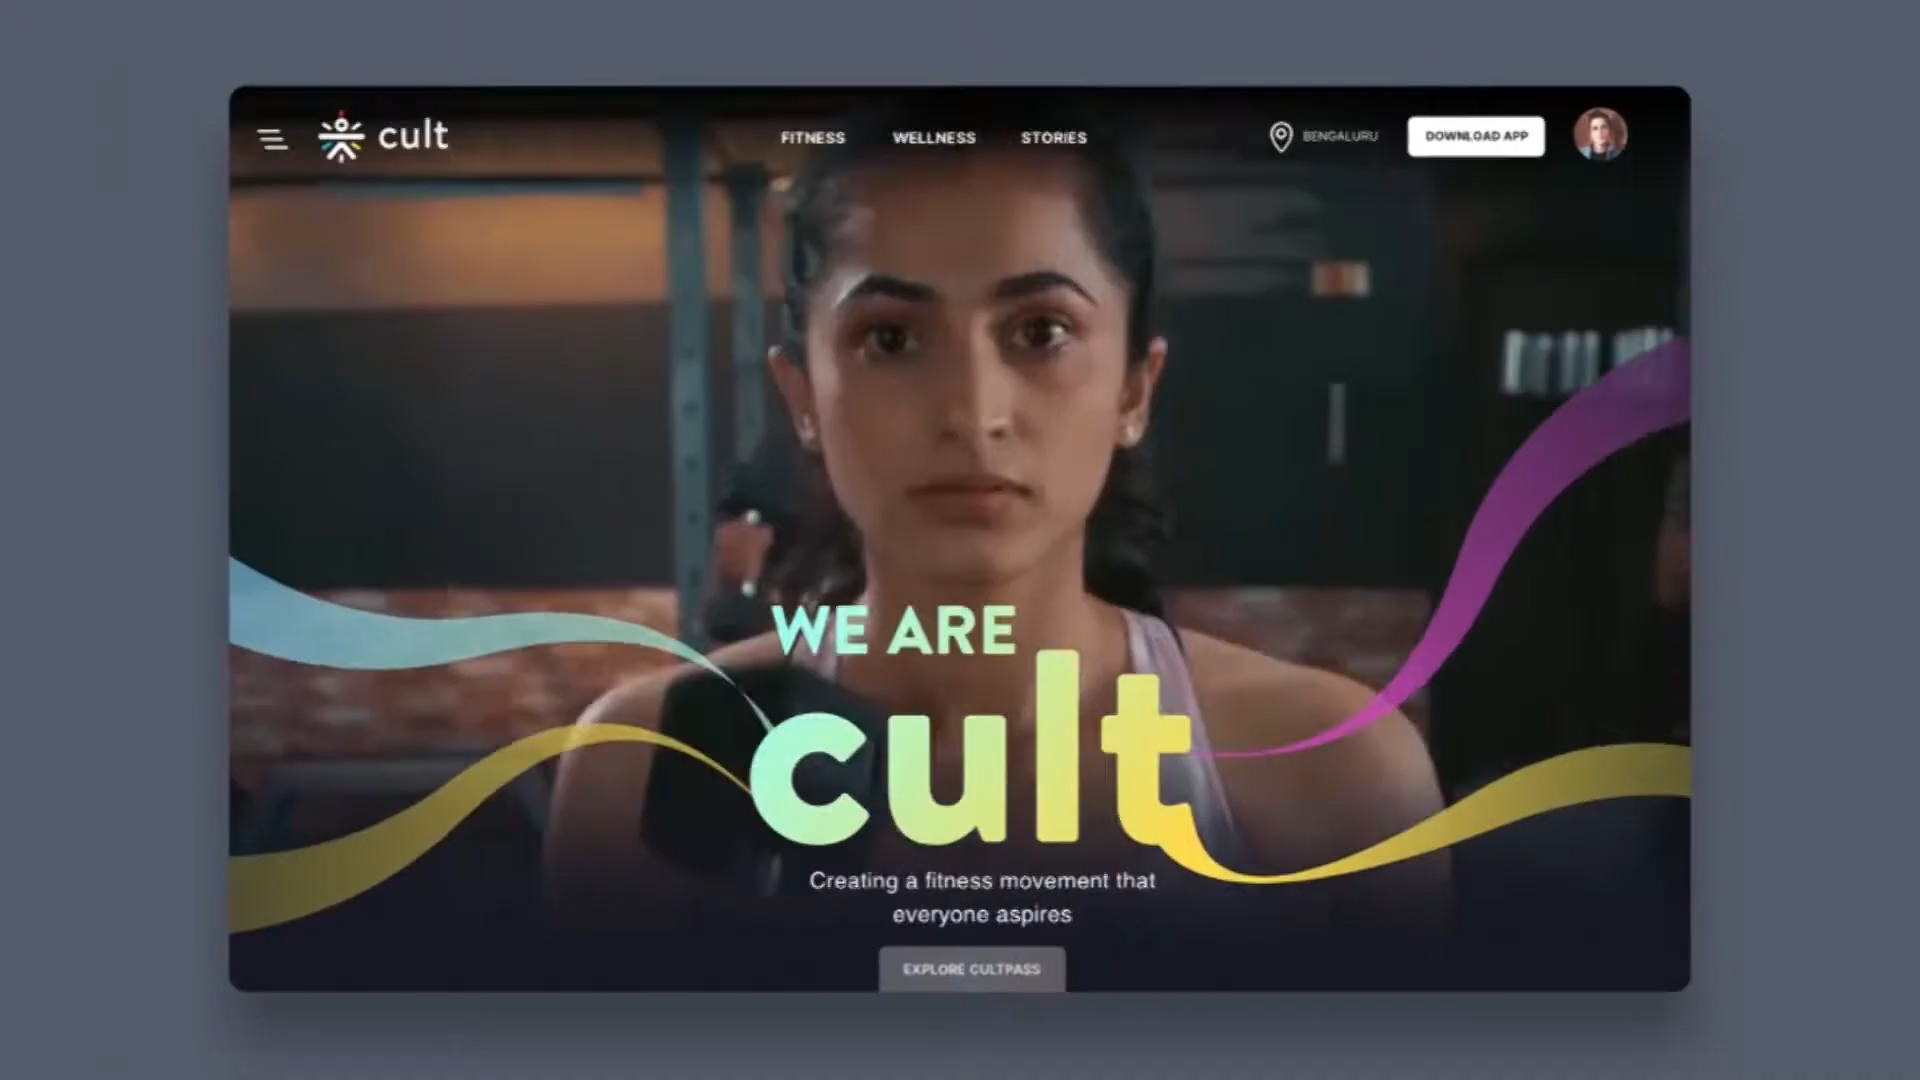 cult
FITNESS
WELLNESS
STORIES
BENGALURU
DOWNLOAD APP
WE ARE
cult
Creating a fitness movement that
everyone aspires
EXPLORE CULTPASS